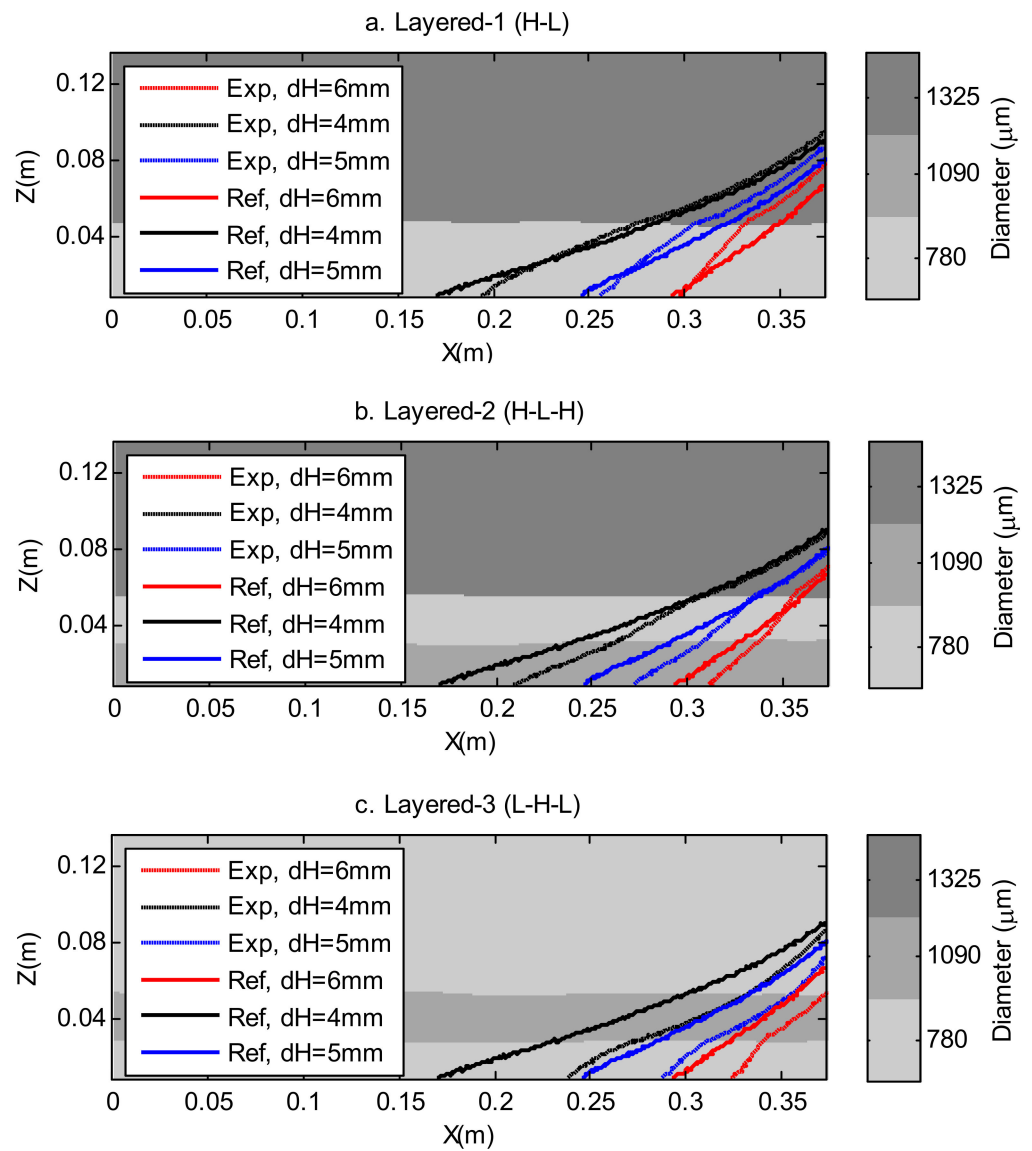 a. Layered-1 (H-L)
Z(m)
0.12
0.08
0.04
Exp, dH=6mm
Exp, dH=4mm
Exp, dH=5mm
Ref, dH=6mm
Ref, dH=4mm
Ref, dH=5mm
0 0.05 0.1 0.15 0.2 0.25 0.3 0.35
X(m)
1325
1090
780
Diameter (μm)
b. Layered-2 (H-L-H)
Z(m)
0.12
0.08
0.04
Exp, dH=6mm
Exp, dH=4mm
Exp, dH=5mm
Ref, dH=6mm
Ref, dH=4mm
Ref, dH=5mm
0 0.05 0.1 0.15 0.2 0.25 0.3 0.35
X(m)
1325
1090
780
Diameter (μm)
c. Layered-3 (L-H-L)
Z(m)
0.12
0.08
0.04
Exp, dH=6mm
Exp, dH=4mm
Exp, dH=5mm
Ref, dH=6mm
Ref, dH=4mm
Ref, dH=5mm
0 0.05 0.1 0.15 0.2 0.25 0.3 0.35
X(m)
1325
1090
780
Diameter (μm)